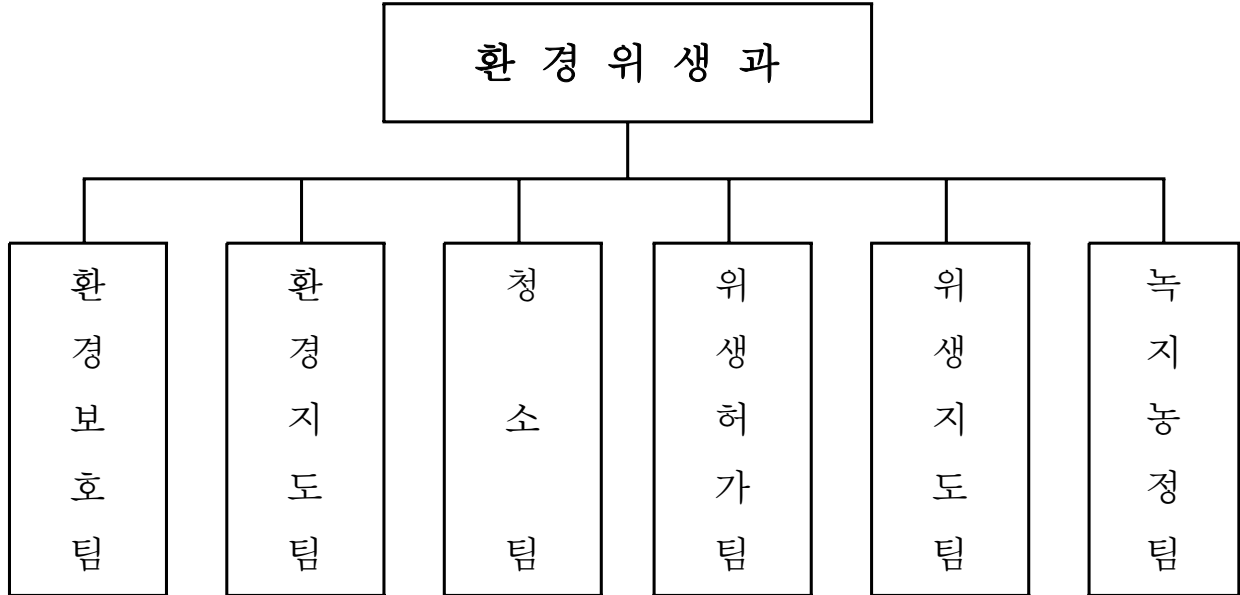 환 경 위 생 과
환경보호팀
환경지도팀
청소팀
위생허가팀
위생지도팀
녹지농정팀